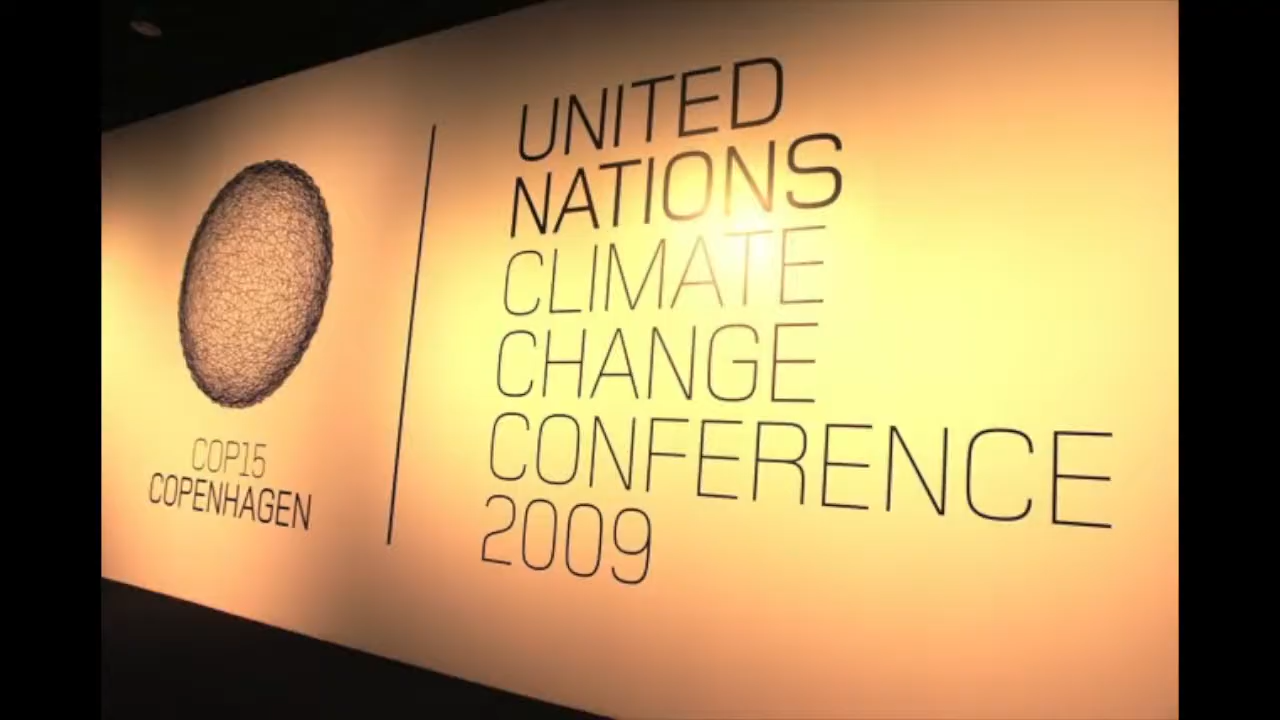 COP15
COPENHAGEN
UNITED
NATIONS
CLIMATE
CHANGE
CONFERENCE
2009